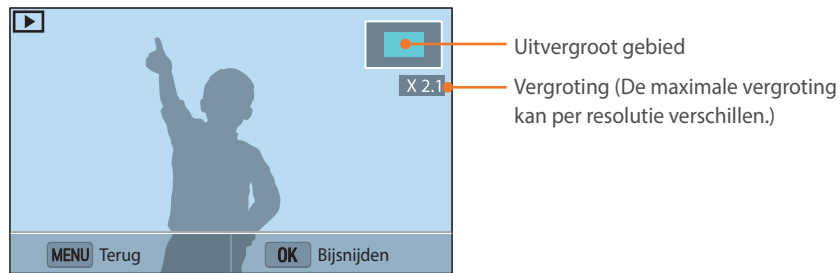 Uitvergroot gebied
X 2.1
Vergroting (De maximale vergroting
kan per resolutie verschillen.)
MENU Terug
OK Bijsnijden